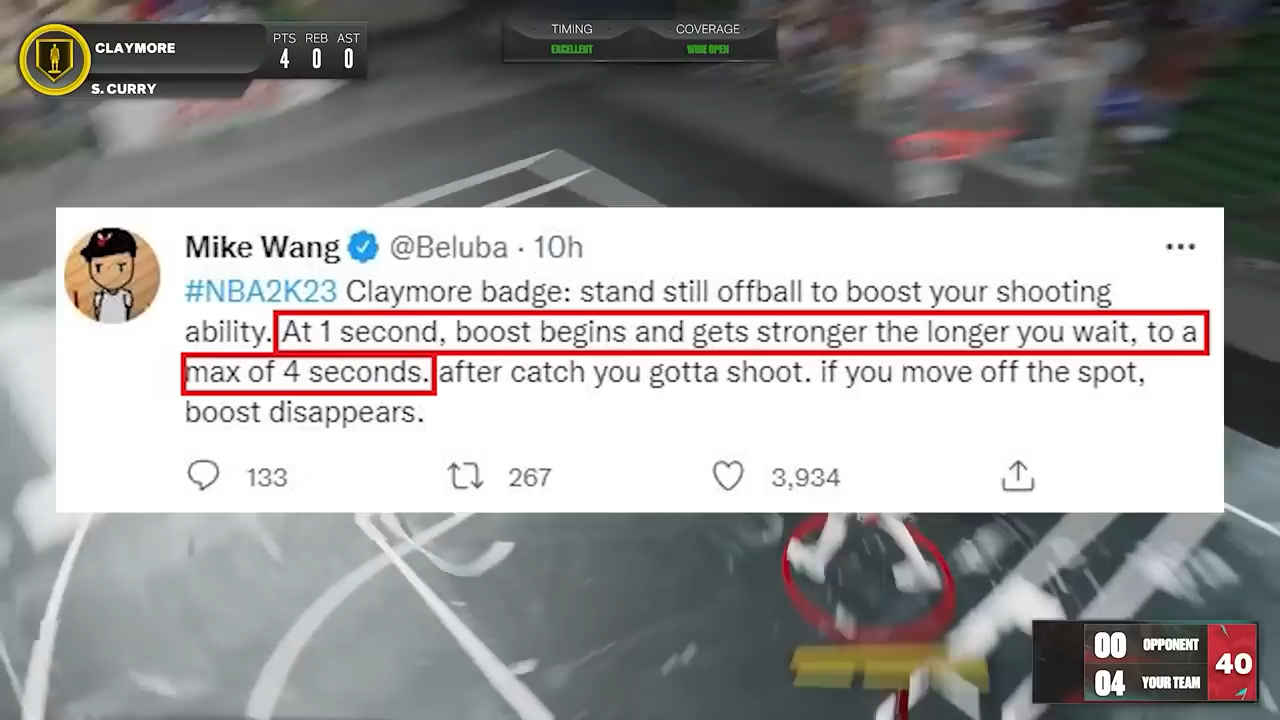 CLAYMORE
S. CURRY
PTS REB AST
4 0 0
TIMING
EXCELLENT
COVERAGE
WIDE OPEN
Mike Wang @Beluba · 10h
#NBA2K23 Claymore badge: stand still offball to boost your shooting
ability. At 1 second, boost begins and gets stronger the longer you wait, to a
max of 4 seconds. after catch you gotta shoot. if you move off the spot,
boost disappears.
133 267 3,934
00 OPPONENT
04 YOUR TEAM
40